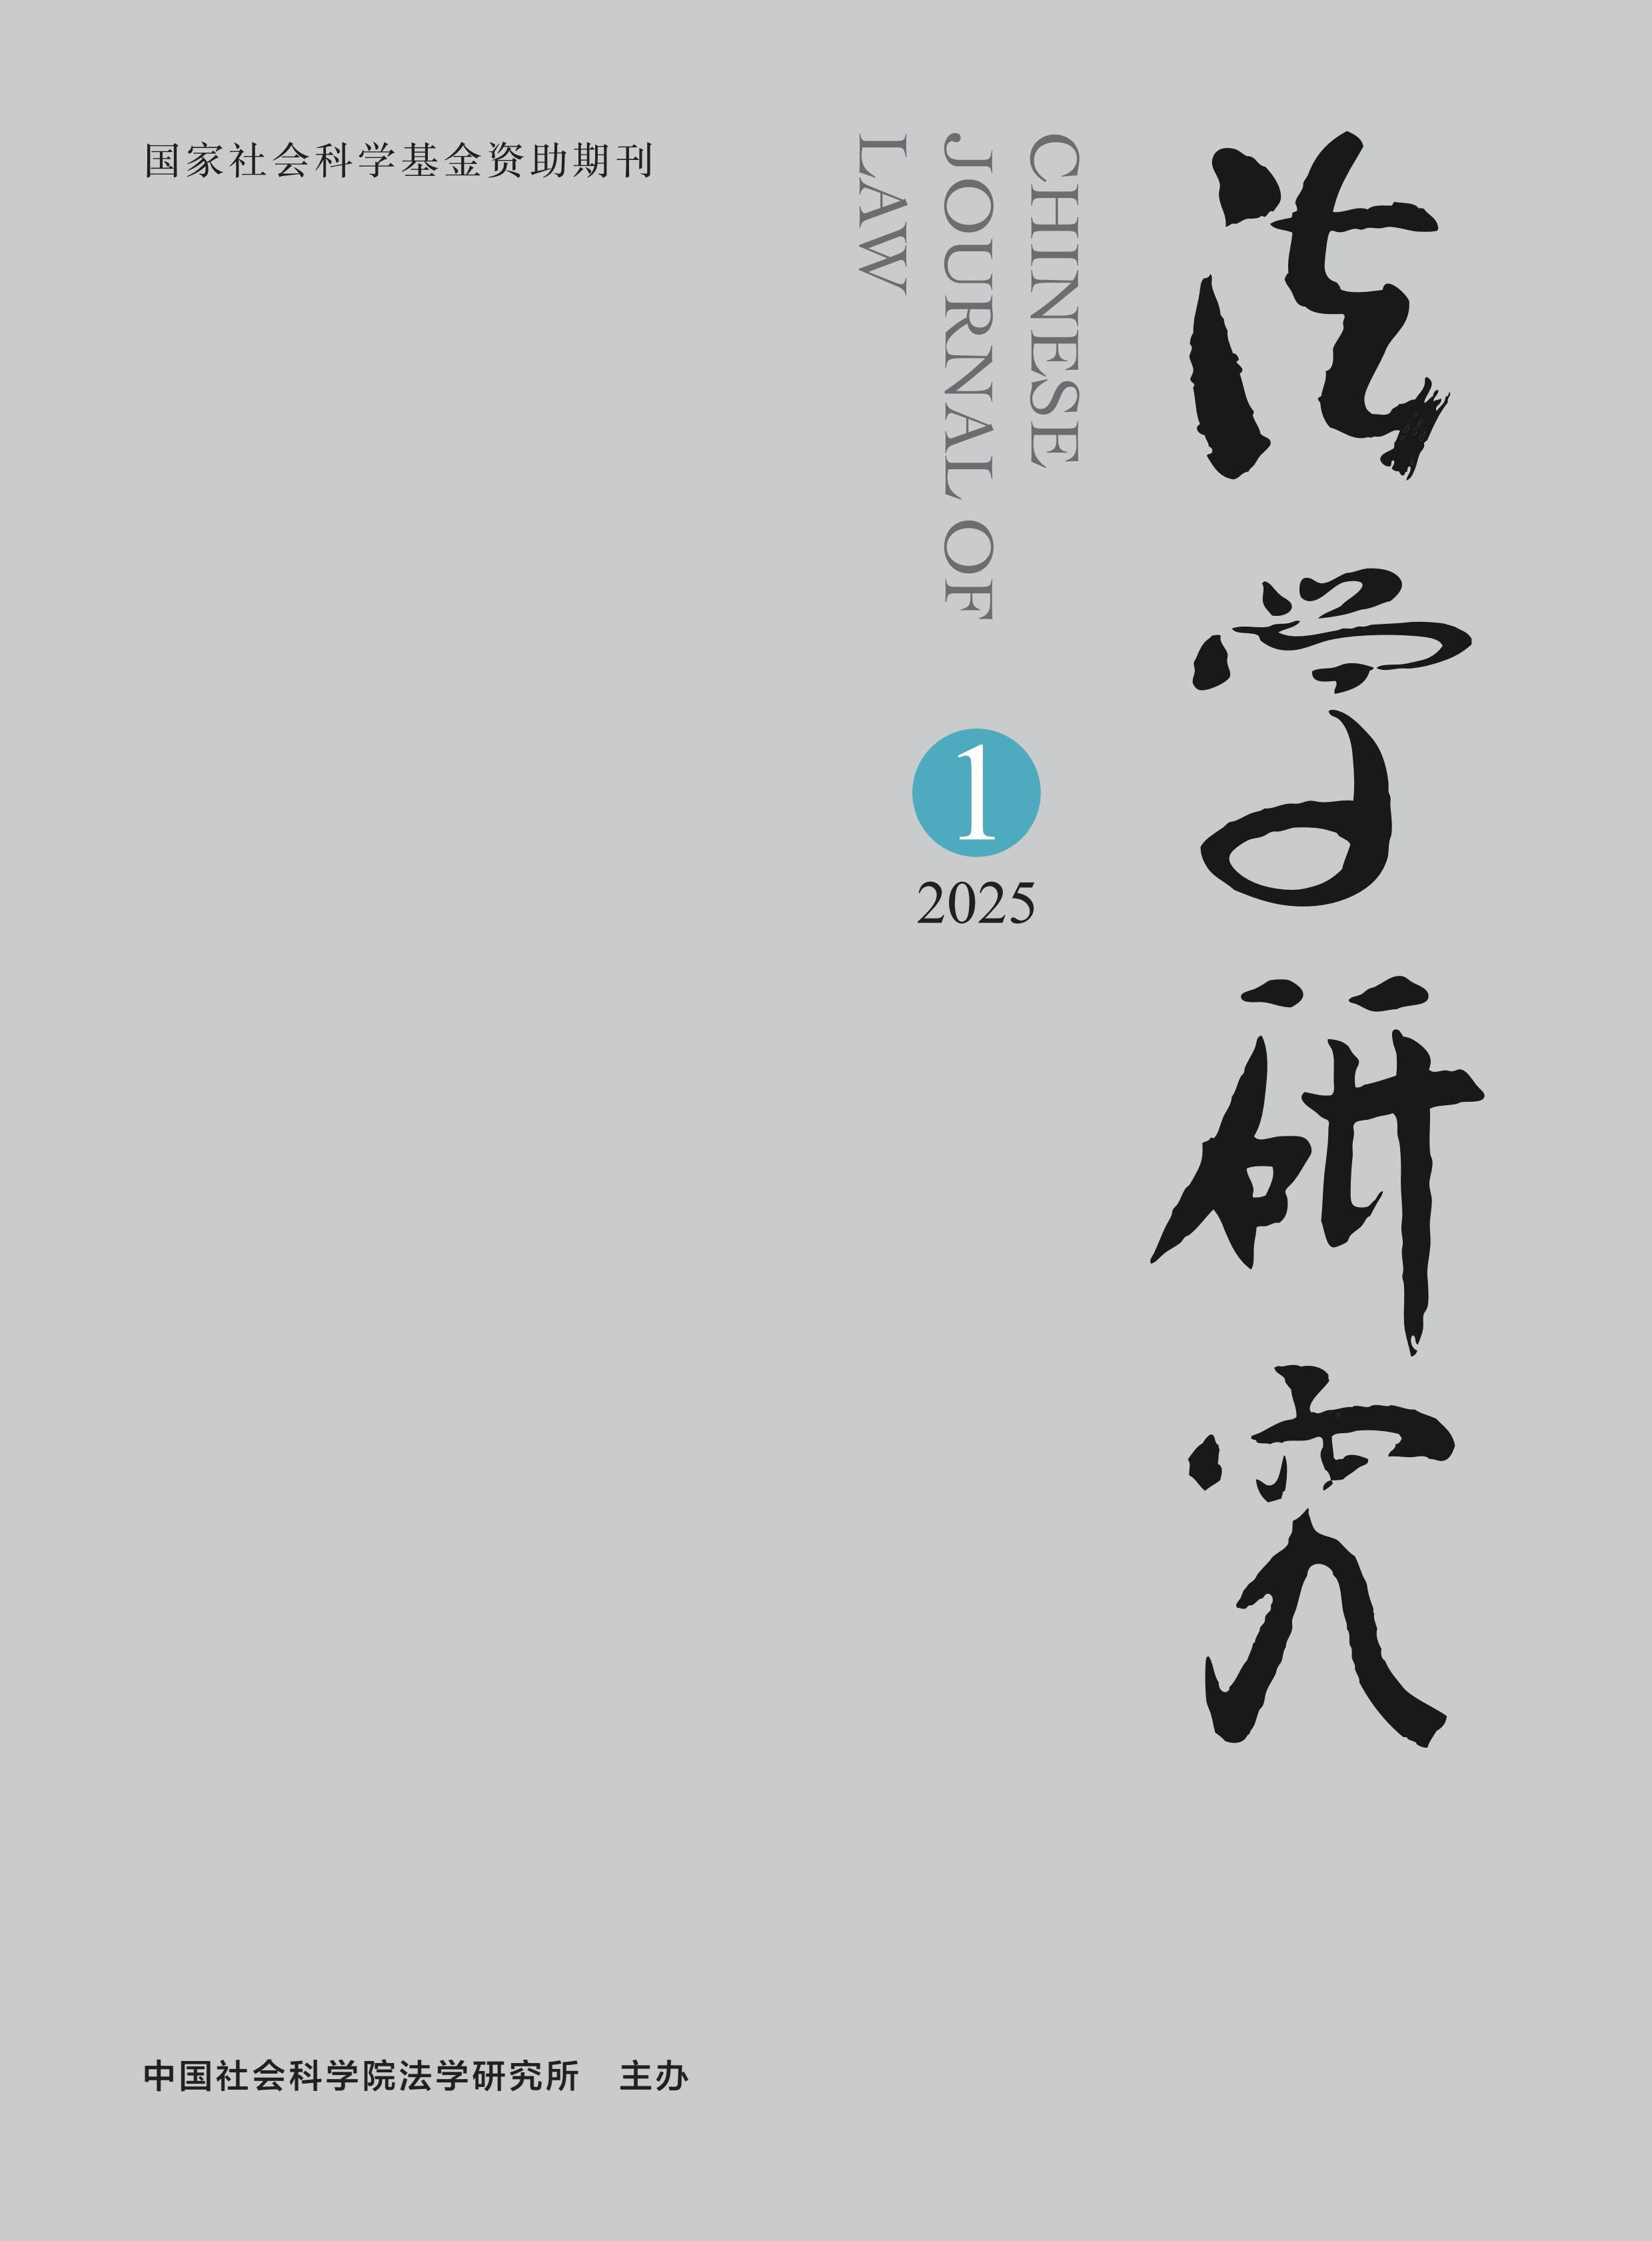 国家社会科学基金资助期刊
法学研究
CHINESE
JOURNAL OF
LAW
1
2025
中国社会科学院法学研究所 主办